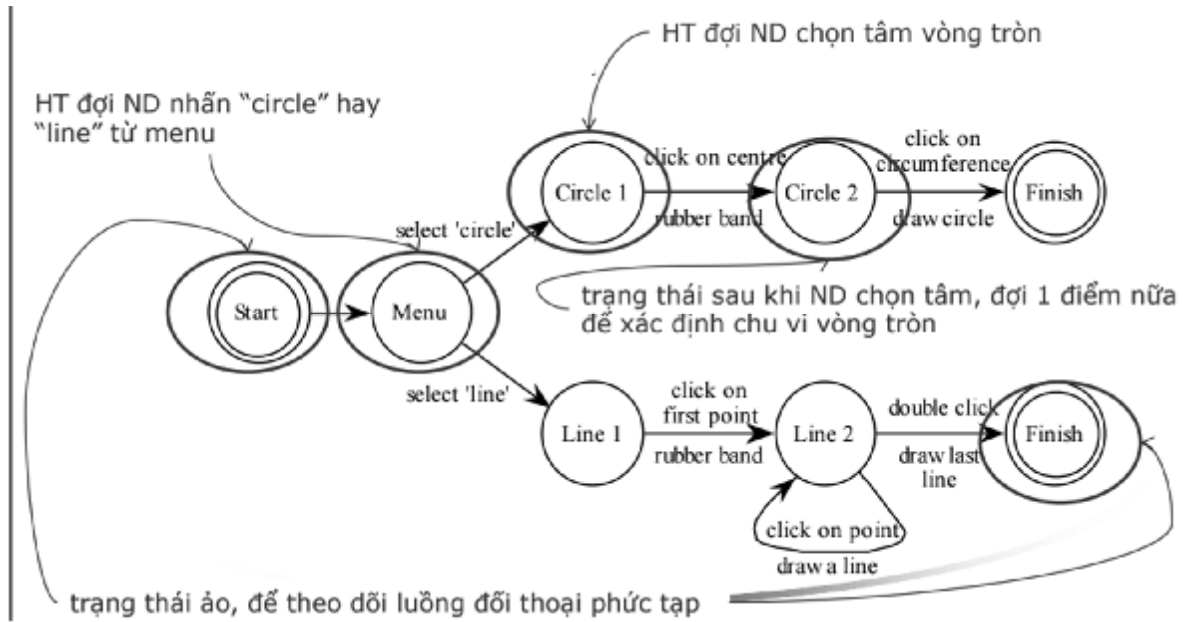 HT đợi ND chọn tâm vòng tròn
HT đợi ND nhấn “circle” hay
“line” từ menu
click on centre
click on
circumference
Circle 1
Circle 2
Finish
rubber band
draw circle
select 'circle'
Start
Menu
trạng thái sau khi ND chọn tâm, đợi 1 điểm nữa
để xác định chu vi vòng tròn
select 'line'
click on
first point
double click
Line 1
Line 2
Finish
rubber band
draw last
line
click on point
draw a line
trạng thái ảo, để theo dõi luồng đối thoại phức tạp